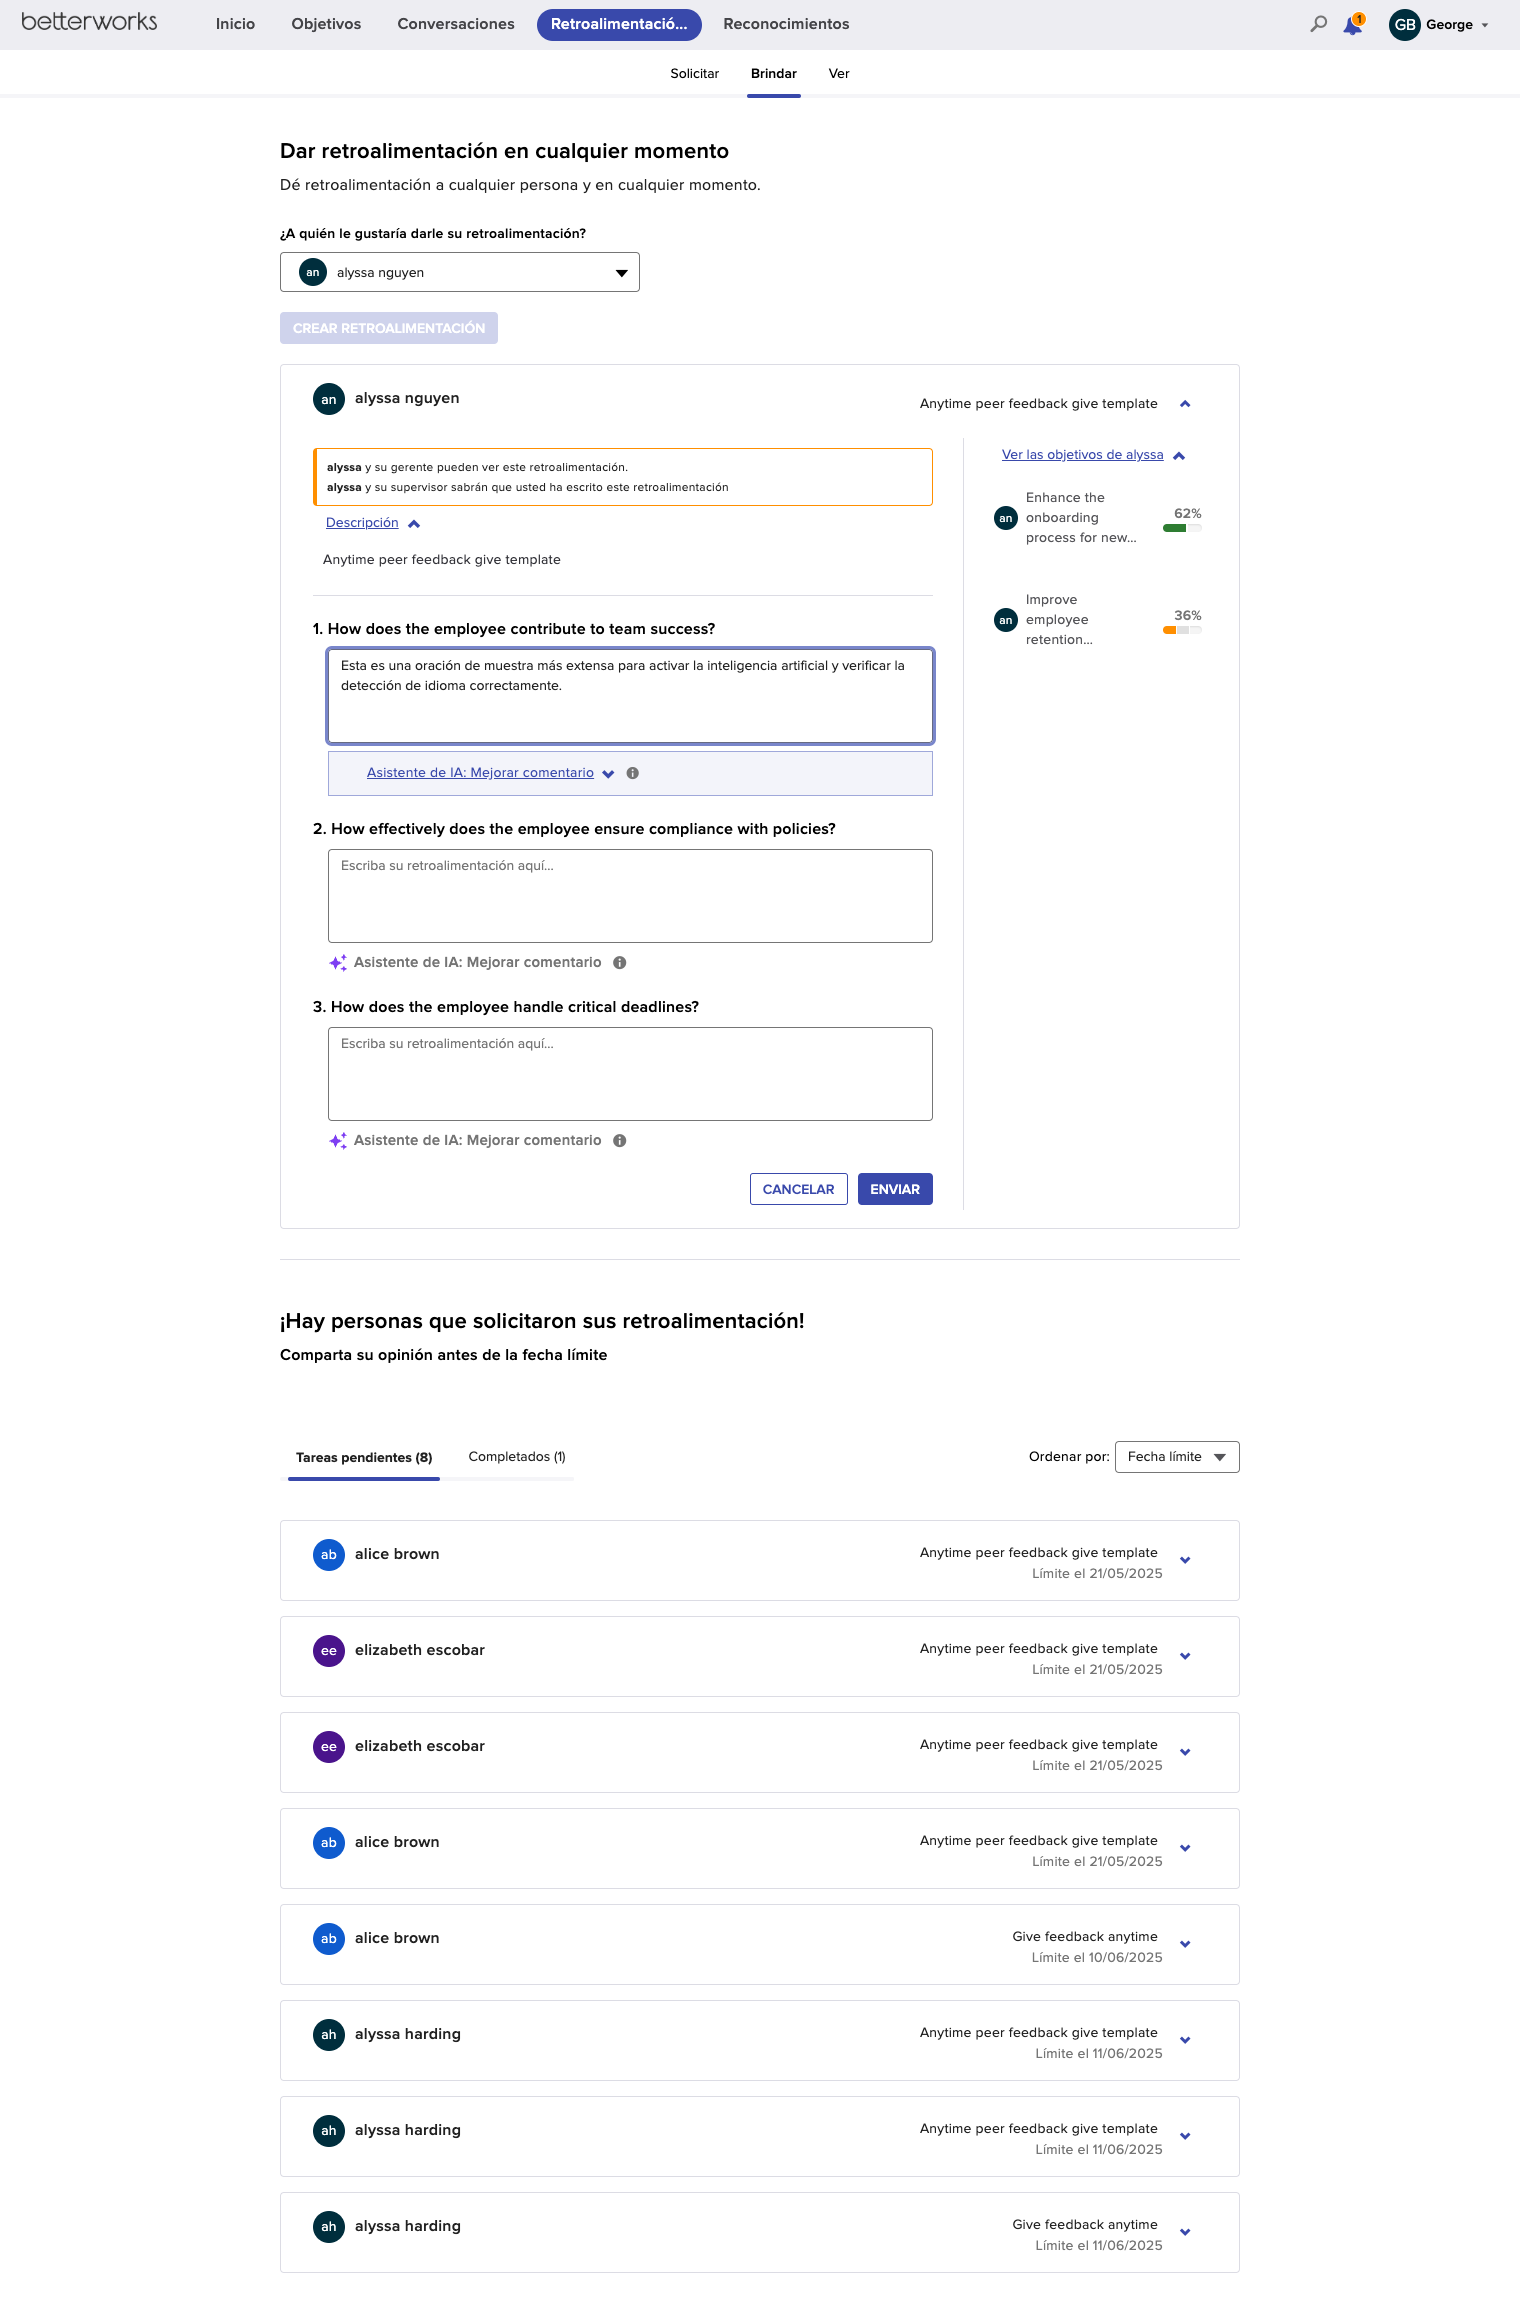 betterworks
Inicio
Objetivos
Conversaciones
Retroalimentació...
Reconocimientos
1
GB
George
Solicitar
Brindar
Ver
Dar retroalimentación en cualquier momento
Dé retroalimentación a cualquier persona y en cualquier momento.
¿A quién le gustaría darle su retroalimentación?
an alyssa nguyen
CREAR RETROALIMENTACIÓN
an alyssa nguyen
Anytime peer feedback give template
alyssa y su gerente pueden ver este retroalimentación.
alyssa y su supervisor sabrán que usted ha escrito este retroalimentación
Descripción
Anytime peer feedback give template
Ver las objetivos de alyssa
an
Enhance the
onboarding
process for new...
62%
an
Improve
employee
retention...
36%
1. How does the employee contribute to team success?
Esta es una oración de muestra más extensa para activar la inteligencia artificial y verificar la
detección de idioma correctamente.
Asistente de IA: Mejorar comentario
2. How effectively does the employee ensure compliance with policies?
Escriba su retroalimentación aquí...
Asistente de IA: Mejorar comentario
3. How does the employee handle critical deadlines?
Escriba su retroalimentación aquí...
Asistente de IA: Mejorar comentario
CANCELAR
ENVIAR
¡Hay personas que solicitaron sus retroalimentación!
Comparta su opinión antes de la fecha límite
Tareas pendientes (8)
Completados (1)
Ordenar por: Fecha límite
ab alice brown
Anytime peer feedback give template
Límite el 21/05/2025
ee elizabeth escobar
Anytime peer feedback give template
Límite el 21/05/2025
ee elizabeth escobar
Anytime peer feedback give template
Límite el 21/05/2025
ab alice brown
Anytime peer feedback give template
Límite el 21/05/2025
ab alice brown
Give feedback anytime
Límite el 10/06/2025
ah alyssa harding
Anytime peer feedback give template
Límite el 11/06/2025
ah alyssa harding
Anytime peer feedback give template
Límite el 11/06/2025
ah alyssa harding
Give feedback anytime
Límite el 11/06/2025